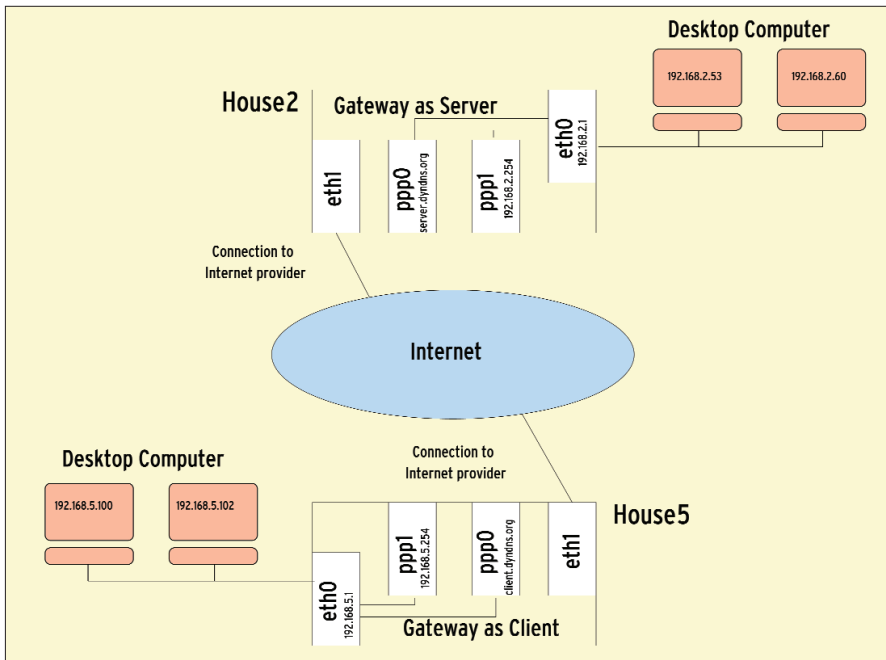 Desktop Computer
192.168.2.53
192.168.2.60
House2
Gateway as Server
eth1
ppp0
server.dyndns.org
ppp1
192.168.2.254
eth0
192.168.2.1
Connection to
Internet provider
Internet
Connection to
Internet provider
Desktop Computer
192.168.5.100
192.168.5.102
House5
eth0
192.168.5.1
ppp1
192.168.5.254
ppp0
client.dyndns.org
eth1
Gateway as Client